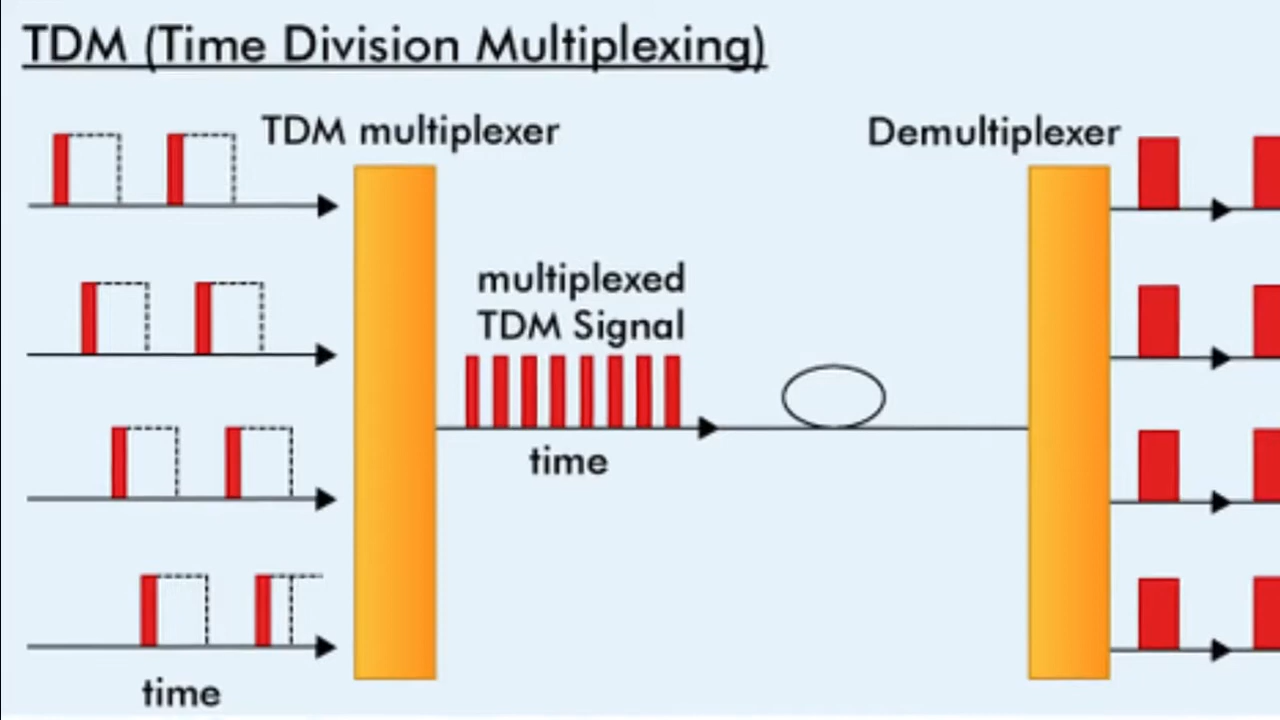 TDM (Time Division Multiplexing)
TDM multiplexer
Demultiplexer
multiplexed
TDM Signal
time
time